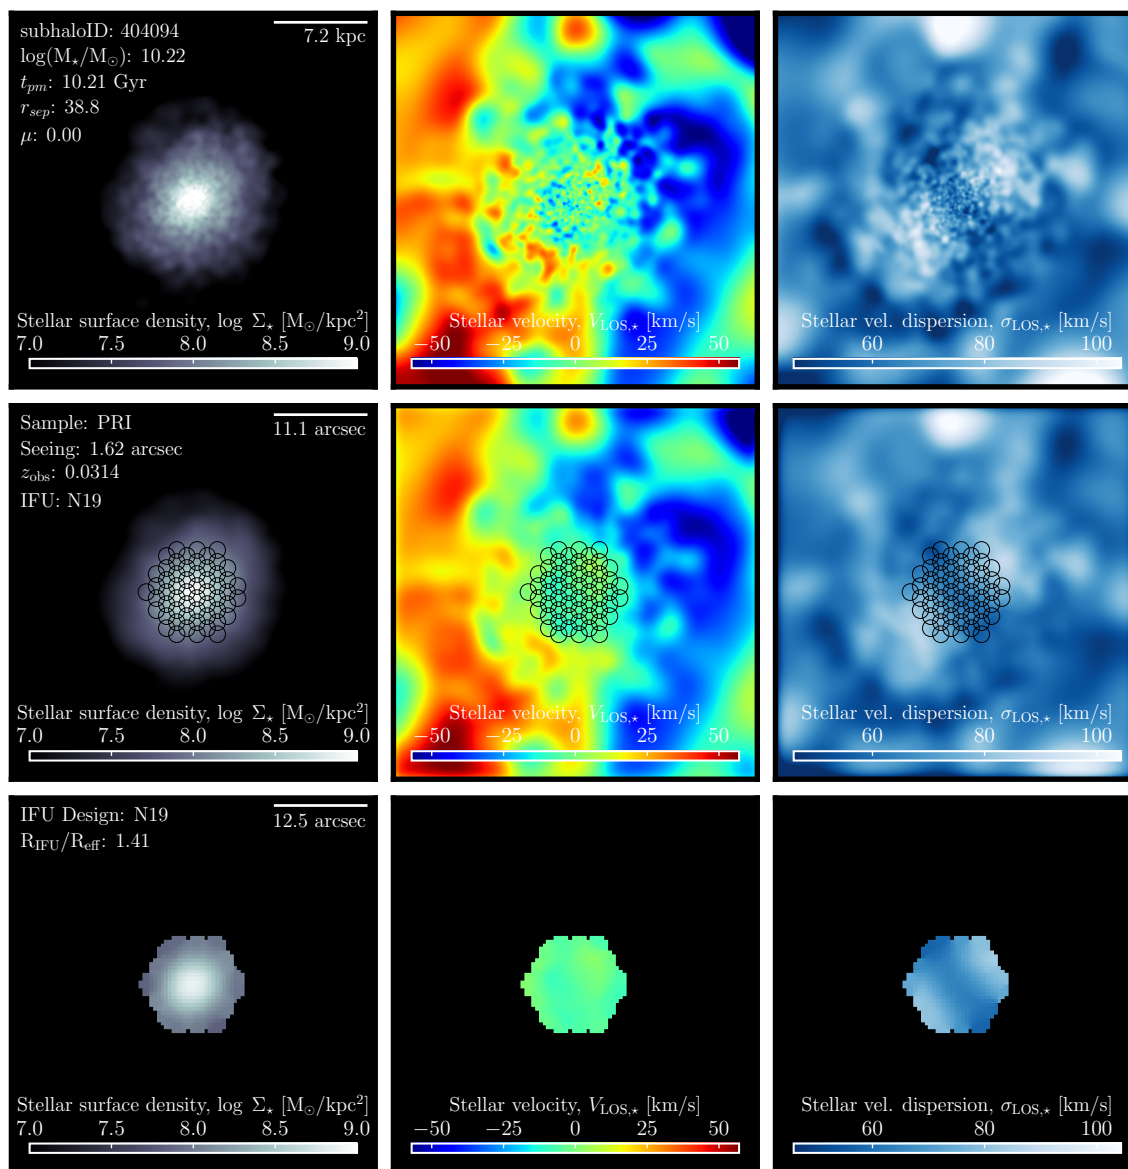 subhaloID: 404094
log(M⋆/M⊙): 10.22
t_pm: 10.21 Gyr
r_sep: 38.8
μ: 0.00
7.2 kpc
Stellar surface density, log Σ⋆ [M⊙/kpc²]
7.0 7.5 8.0 8.5 9.0
Stellar velocity, V_LOS,⋆ [km/s]
−50 −25 0 25 50
Stellar vel. dispersion, σ_LOS,⋆ [km/s]
60 80 100
Sample: PRI
Seeing: 1.62 arcsec
z_obs: 0.0314
IFU: N19
11.1 arcsec
Stellar surface density, log Σ⋆ [M⊙/kpc²]
7.0 7.5 8.0 8.5 9.0
Stellar velocity, V_LOS,⋆ [km/s]
−50 −25 0 25 50
Stellar vel. dispersion, σ_LOS,⋆ [km/s]
60 80 100
IFU Design: N19
R_IFU/R_eff: 1.41
12.5 arcsec
Stellar surface density, log Σ⋆ [M⊙/kpc²]
7.0 7.5 8.0 8.5 9.0
Stellar velocity, V_LOS,⋆ [km/s]
−50 −25 0 25 50
Stellar vel. dispersion, σ_LOS,⋆ [km/s]
60 80 100